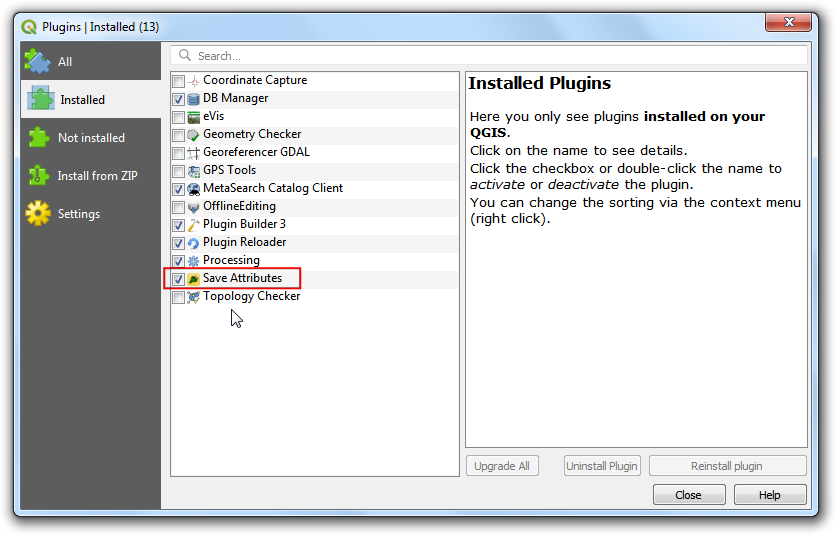 Plugins | Installed (13)
All
Installed
Not installed
Install from ZIP
Settings
Search...
Coordinate Capture
DB Manager
eVis
Geometry Checker
Georeferencer GDAL
GPS Tools
MetaSearch Catalog Client
OfflineEditing
Plugin Builder 3
Plugin Reloader
Processing
Save Attributes
Topology Checker
Installed Plugins
Here you only see plugins installed on your
QGIS.
Click on the name to see details.
Click the checkbox or double-click the name to
activate or deactivate the plugin.
You can change the sorting via the context menu
(right click).
Upgrade All
Uninstall Plugin
Reinstall plugin
Close
Help